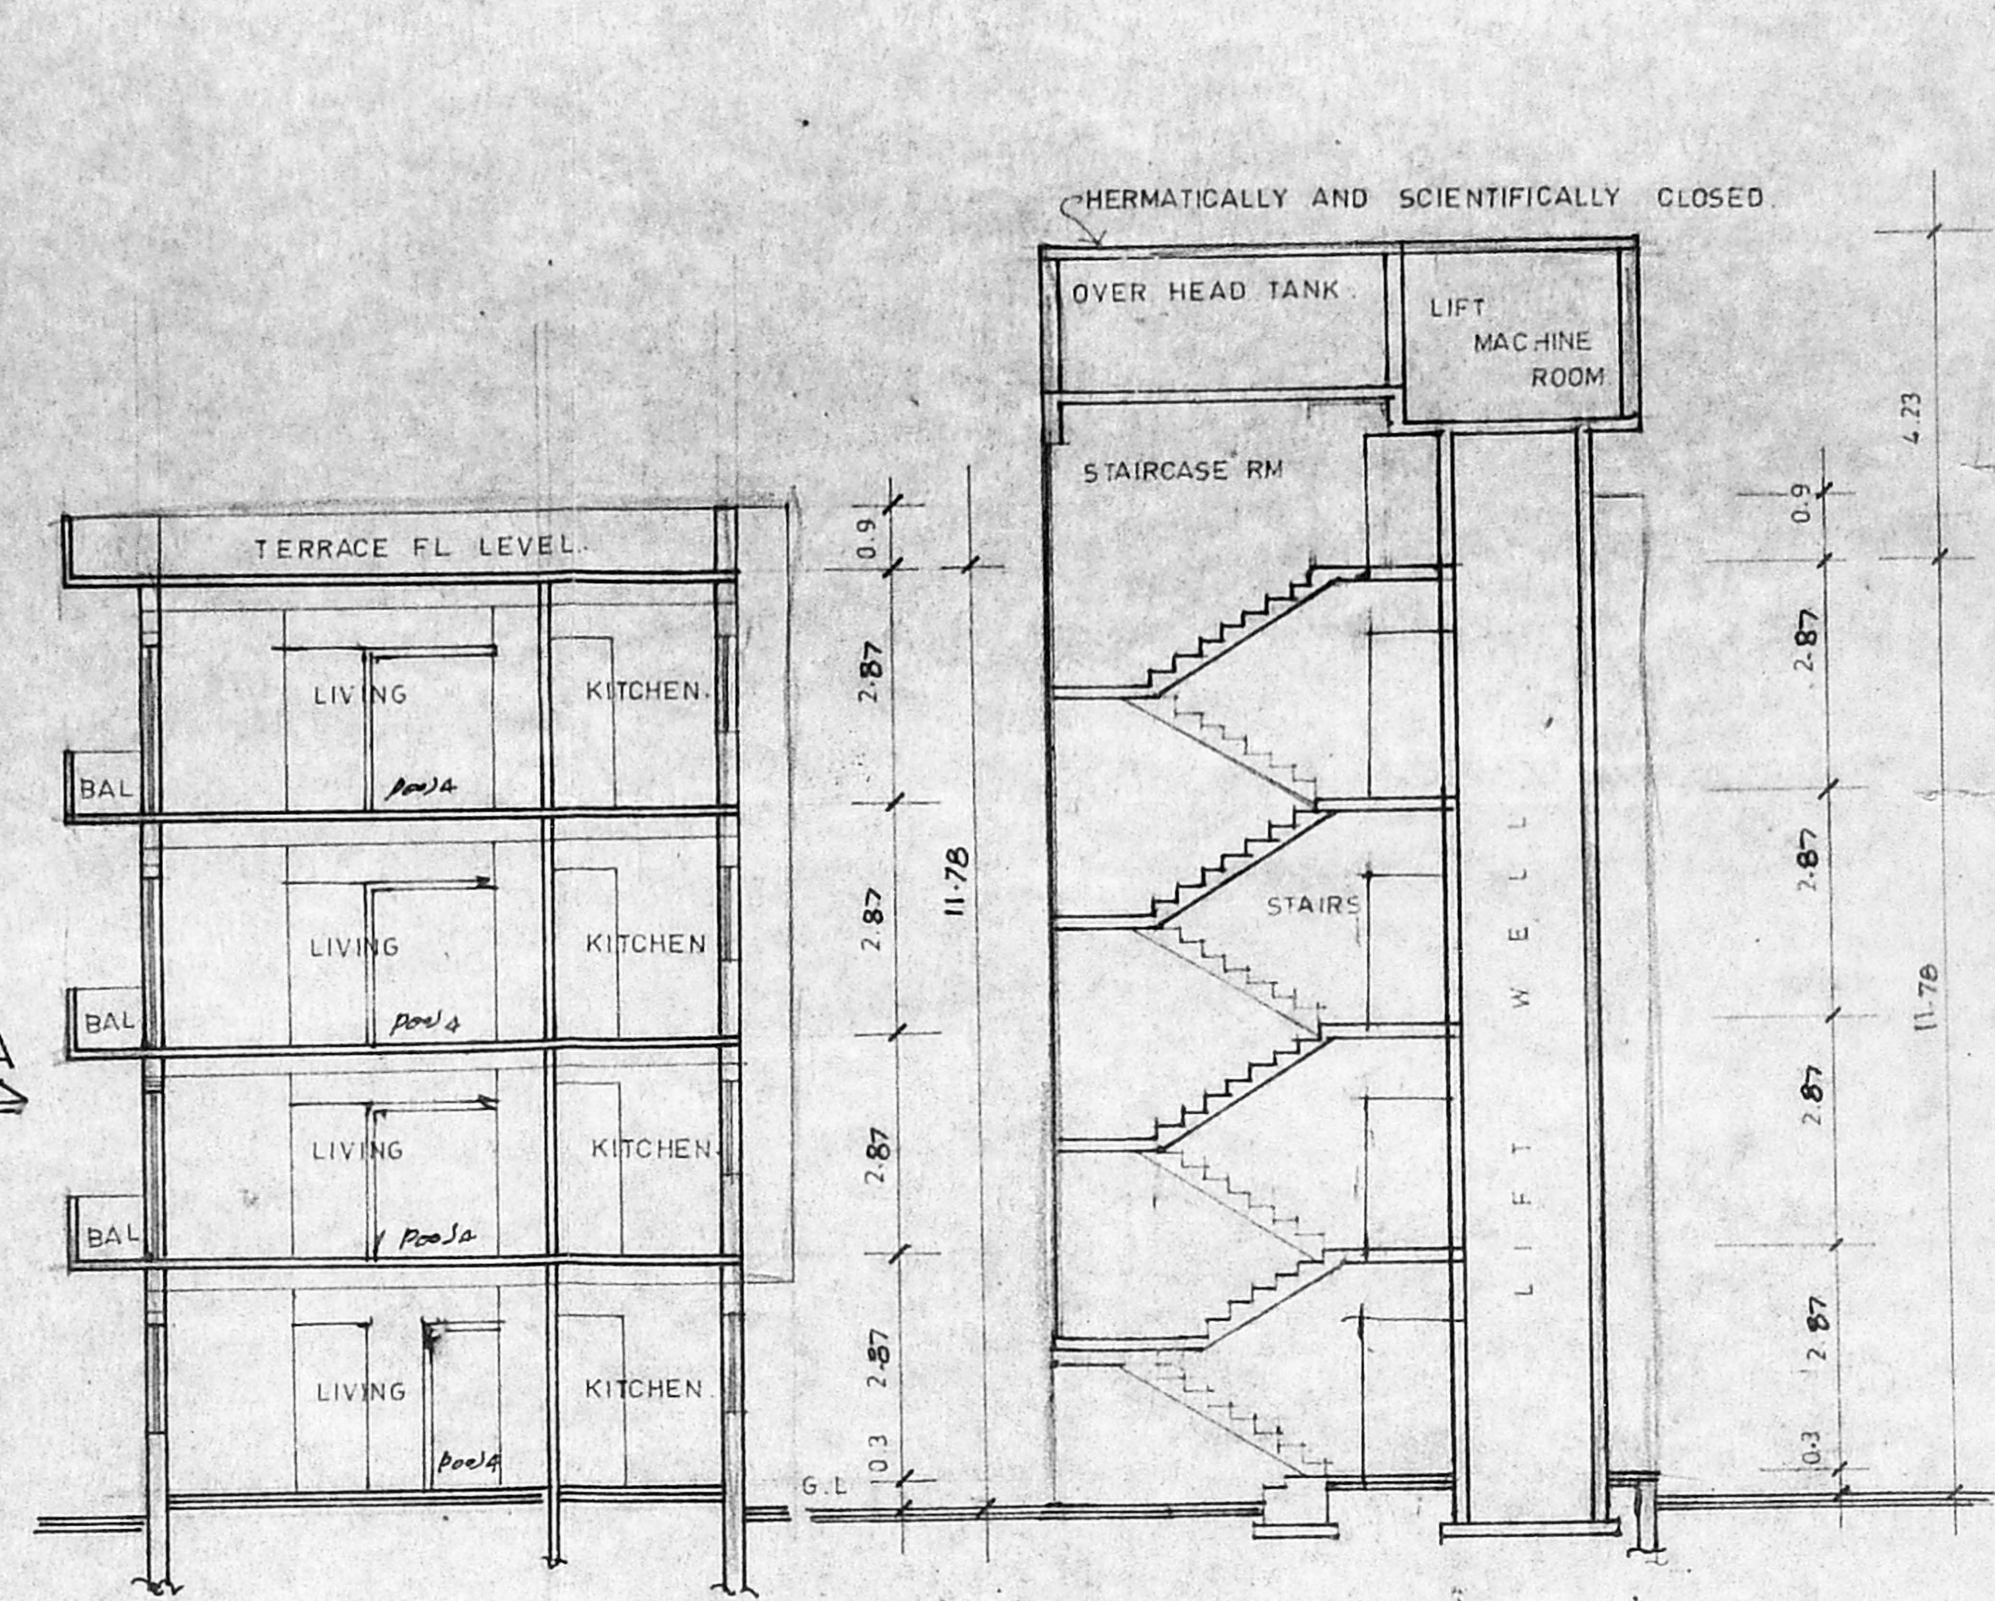 HERMATICALLY AND SCIENTIFICALLY CLOSED.
OVER HEAD TANK.
LIFT
MACHINE
ROOM
4.23
STAIRCASE RM
0.9
0.9
TERRACE FL LEVEL.
2.87
2.87
LIVING
KITCHEN.
BAL
POOJA
2.87
2.87
11.78
STAIRS
LIFT WELL
LIVING
KITCHEN
BAL
POOJA
11.78
2.87
2.87
LIVING
KITCHEN.
BAL
POOJA
2.87
2.87
LIVING
KITCHEN.
POOJA
0.3
0.3
G.L